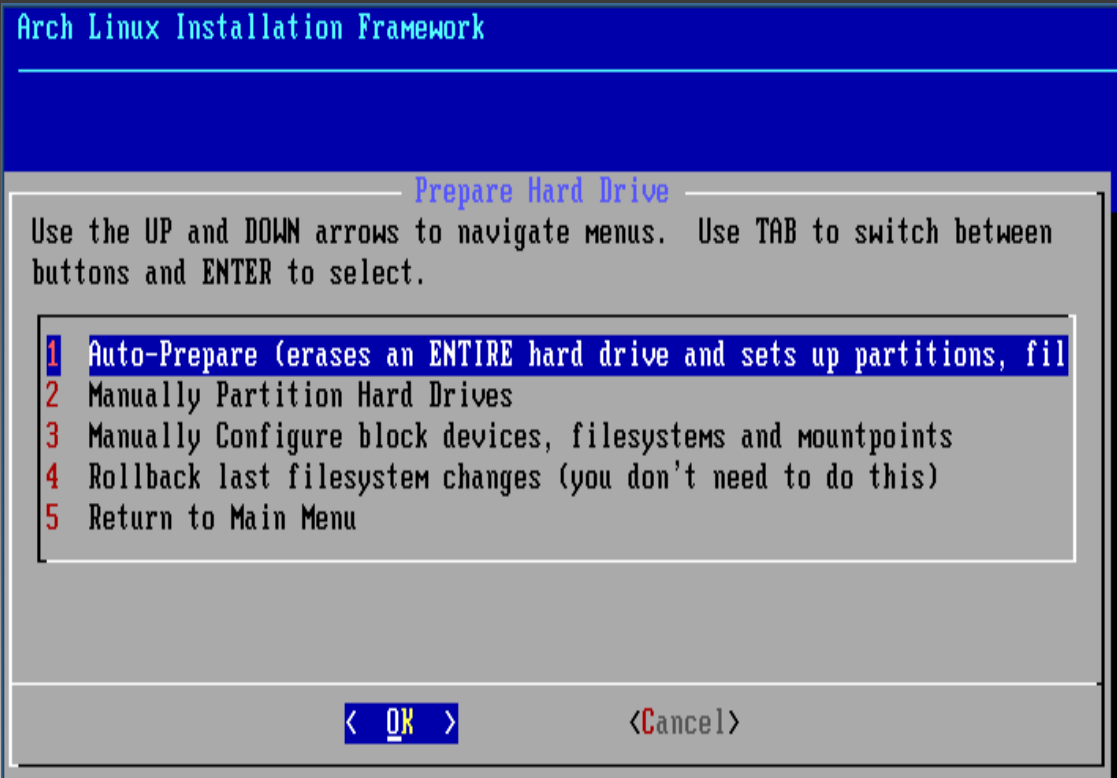 Arch Linux Installation Framework
Prepare Hard Drive
Use the UP and DOWN arrows to navigate menus.  Use TAB to switch between
buttons and ENTER to select.
1  Auto-Prepare (erases an ENTIRE hard drive and sets up partitions, fil
2  Manually Partition Hard Drives
3  Manually Configure block devices, filesystems and mountpoints
4  Rollback last filesystem changes (you don't need to do this)
5  Return to Main Menu
< OK >  <Cancel>